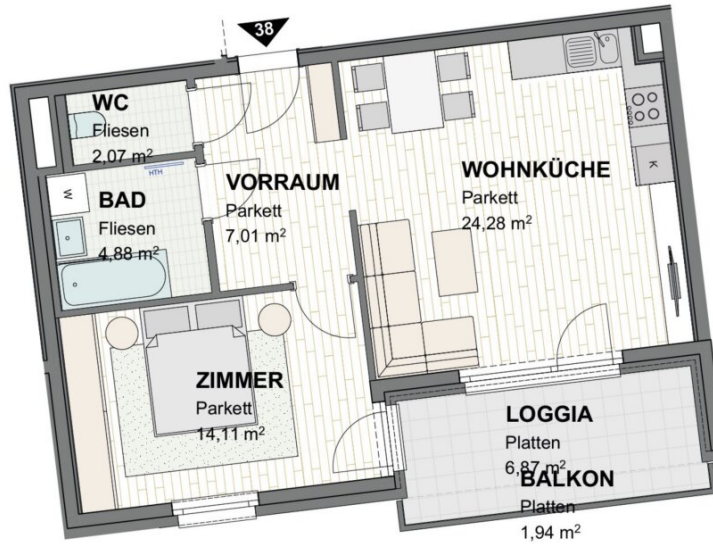 38
WC
Fliesen
2,07 m²
HTH
W
BAD
Fliesen
4,88 m²
VORRAUM
Parkett
7,01 m²
WOHNKÜCHE
Parkett
24,28 m²
K
ZIMMER
Parkett
14,11 m²
LOGGIA
Platten
6,87 m²
BALKON
Platten
1,94 m²